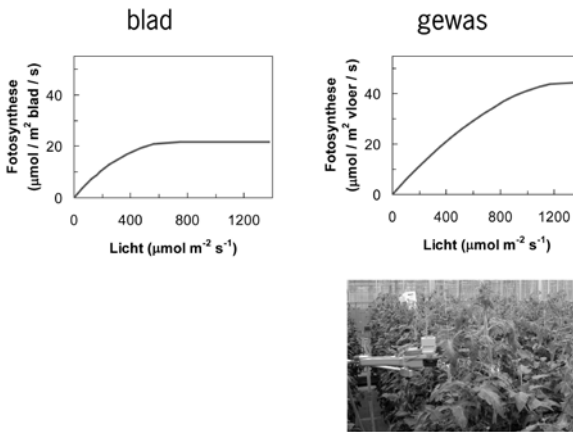 blad
Fotosynthese
(μmol / m² blad / s)
40
20
0
0 400 800 1200
Licht (μmol m⁻² s⁻¹)
gewas
Fotosynthese
(μmol / m² vloer / s)
40
20
0
0 400 800 1200
Licht (μmol m⁻² s⁻¹)